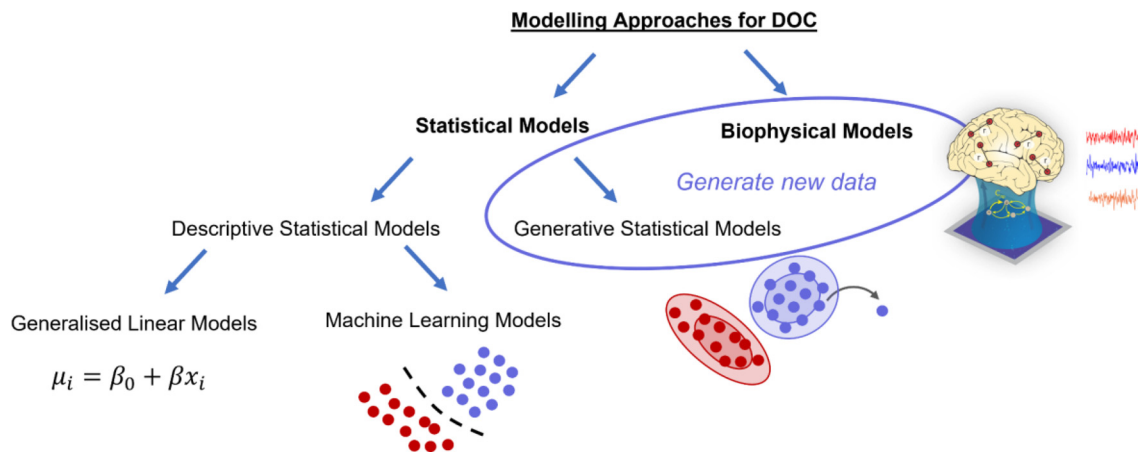 Modelling Approaches for DOC
Statistical Models
Biophysical Models
Generate new data
Descriptive Statistical Models
Generative Statistical Models
Generalised Linear Models
Machine Learning Models
μᵢ = β₀ + βxᵢ